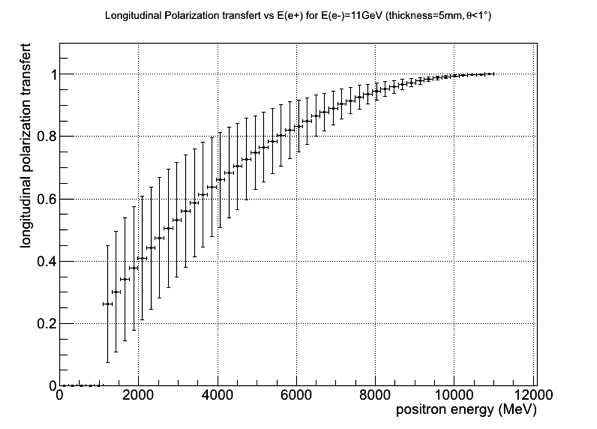 Longitudinal Polarization transfert vs E(e+) for E(e-)=11GeV (thickness=5mm, θ<1°)
longitudinal polarization transfert
1
0.8
0.6
0.4
0.2
0
0 2000 4000 6000 8000 10000 12000
positron energy (MeV)